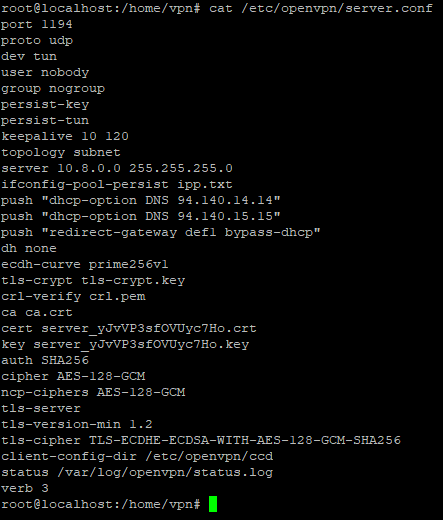 root@localhost:/home/vpn# cat /etc/openvpn/server.conf
port 1194
proto udp
dev tun
user nobody
group nogroup
persist-key
persist-tun
keepalive 10 120
topology subnet
server 10.8.0.0 255.255.255.0
ifconfig-pool-persist ipp.txt
push "dhcp-option DNS 94.140.14.14"
push "dhcp-option DNS 94.140.15.15"
push "redirect-gateway def1 bypass-dhcp"
dh none
ecdh-curve prime256v1
tls-crypt tls-crypt.key
crl-verify crl.pem
ca ca.crt
cert server_yJvVP3sfOVUyc7Ho.crt
key server_yJvVP3sfOVUyc7Ho.key
auth SHA256
cipher AES-128-GCM
ncp-ciphers AES-128-GCM
tls-server
tls-version-min 1.2
tls-cipher TLS-ECDHE-ECDSA-WITH-AES-128-GCM-SHA256
client-config-dir /etc/openvpn/ccd
status /var/log/openvpn/status.log
verb 3
root@localhost:/home/vpn#